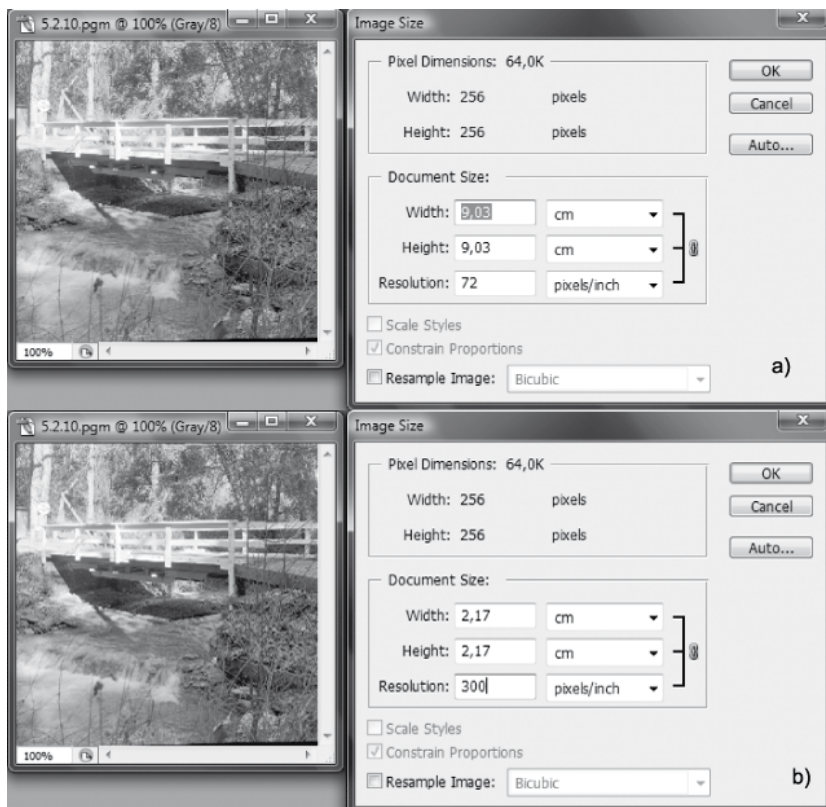 5.2.10.pgm @ 100% (Gray/8)
100%
Image Size
Pixel Dimensions: 64,0K
Width: 256 pixels
Height: 256 pixels
Document Size:
Width: 9,03 cm
Height: 9,03 cm
Resolution: 72 pixels/inch
Scale Styles
Constrain Proportions
Resample Image: Bicubic
OK
Cancel
Auto...
a)
5.2.10.pgm @ 100% (Gray/8)
100%
Image Size
Pixel Dimensions: 64,0K
Width: 256 pixels
Height: 256 pixels
Document Size:
Width: 2,17 cm
Height: 2,17 cm
Resolution: 300 pixels/inch
Scale Styles
Constrain Proportions
Resample Image: Bicubic
OK
Cancel
Auto...
b)